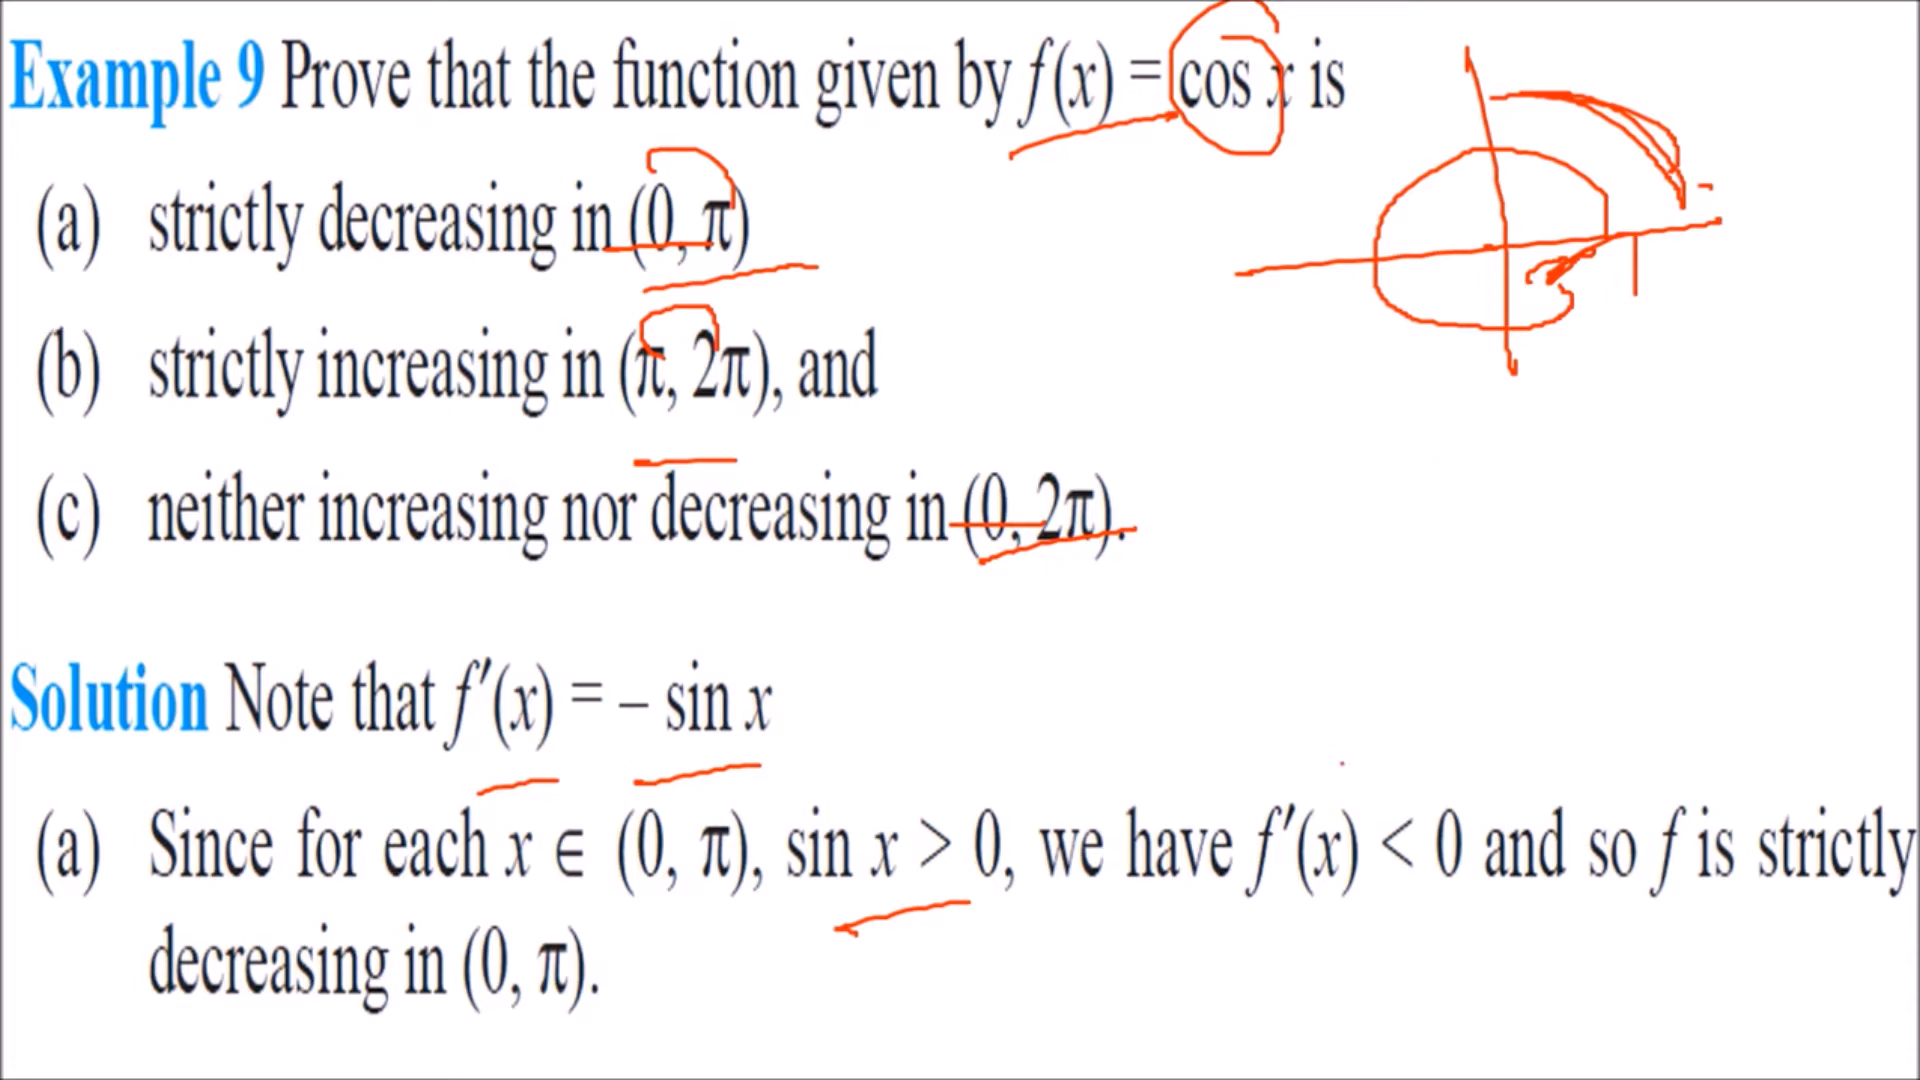 Example 9 Prove that the function given by f(x) = cos x is
(a) strictly decreasing in (0, π)
(b) strictly increasing in (π, 2π), and
(c) neither increasing nor decreasing in (0, 2π).
Solution Note that f′(x) = – sin x
(a) Since for each x ∈ (0, π), sin x > 0, we have f′(x) < 0 and so f is strictly
decreasing in (0, π).